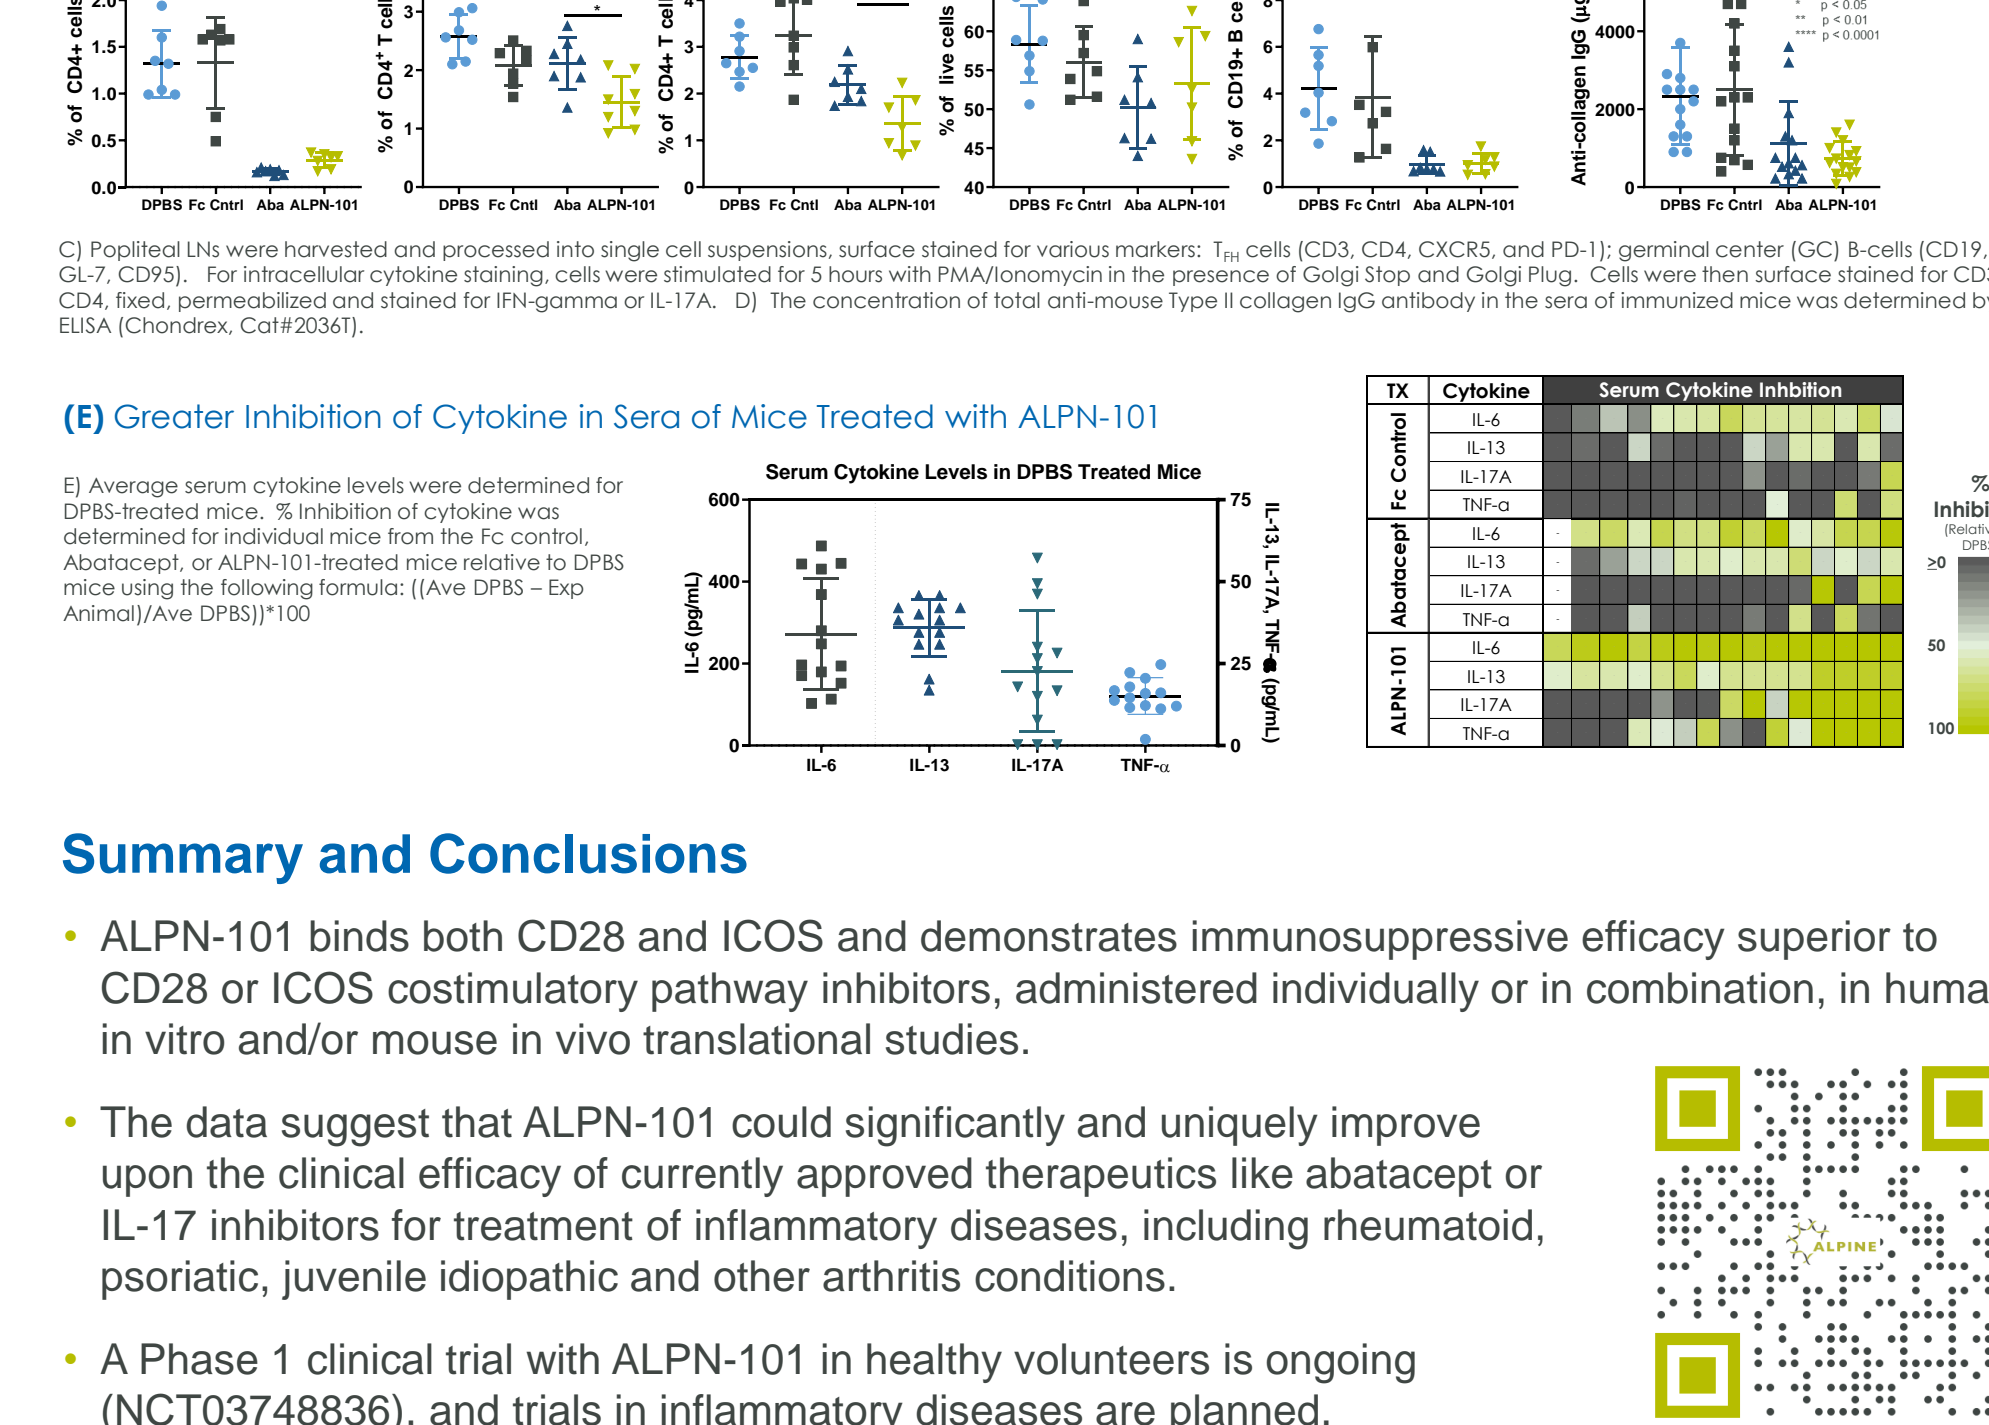 % of CD4+ cells
2.0
1.5
1.0
0.5
0.0
DPBS Fc Cntrl Aba ALPN-101
% of CD4+ T cell
3
2
1
0
*
DPBS Fc Cntl Aba ALPN-101
% of CD4+ T cell
4
3
2
1
0
DPBS Fc Cntl Aba ALPN-101
% of live cells
60
55
50
45
40
DPBS Fc Cntrl Aba ALPN-101
% of CD19+ B ce
8
6
4
2
0
DPBS Fc Cntrl Aba ALPN-101
Anti-collagen IgG (µg
4000
2000
0
* p < 0.05
** p < 0.01
**** p < 0.0001
DPBS Fc Cntrl Aba ALPN-101
C) Popliteal LNs were harvested and processed into single cell suspensions, surface stained for various markers: TFH cells (CD3, CD4, CXCR5, and PD-1); germinal center (GC) B-cells (CD19,
GL-7, CD95). For intracellular cytokine staining, cells were stimulated for 5 hours with PMA/Ionomycin in the presence of Golgi Stop and Golgi Plug. Cells were then surface stained for CD3
CD4, fixed, permeabilized and stained for IFN-gamma or IL-17A. D) The concentration of total anti-mouse Type II collagen IgG antibody in the sera of immunized mice was determined by
ELISA (Chondrex, Cat#2036T).
(E) Greater Inhibition of Cytokine in Sera of Mice Treated with ALPN-101
E) Average serum cytokine levels were determined for
DPBS-treated mice. % Inhibition of cytokine was
determined for individual mice from the Fc control,
Abatacept, or ALPN-101-treated mice relative to DPBS
mice using the following formula: ((Ave DPBS – Exp
Animal)/Ave DPBS))*100
Serum Cytokine Levels in DPBS Treated Mice
IL-6 (pg/mL)
600
400
200
0
75
50
25
0
IL-13, IL-17A, TNF-α (pg/mL)
IL-6 IL-13 IL-17A TNF-α
TX Cytokine Serum Cytokine Inhbition
Fc Control
IL-6
IL-13
IL-17A
TNF-α
Abatacept
IL-6 -
IL-13 -
IL-17A -
TNF-α -
ALPN-101
IL-6
IL-13
IL-17A
TNF-α
%
Inhibi
(Relativ
DPBS
≥0
50
100
Summary and Conclusions
• ALPN-101 binds both CD28 and ICOS and demonstrates immunosuppressive efficacy superior to
CD28 or ICOS costimulatory pathway inhibitors, administered individually or in combination, in huma
in vitro and/or mouse in vivo translational studies.
• The data suggest that ALPN-101 could significantly and uniquely improve
upon the clinical efficacy of currently approved therapeutics like abatacept or
IL-17 inhibitors for treatment of inflammatory diseases, including rheumatoid,
psoriatic, juvenile idiopathic and other arthritis conditions.
• A Phase 1 clinical trial with ALPN-101 in healthy volunteers is ongoing
(NCT03748836), and trials in inflammatory diseases are planned.
ALPINE